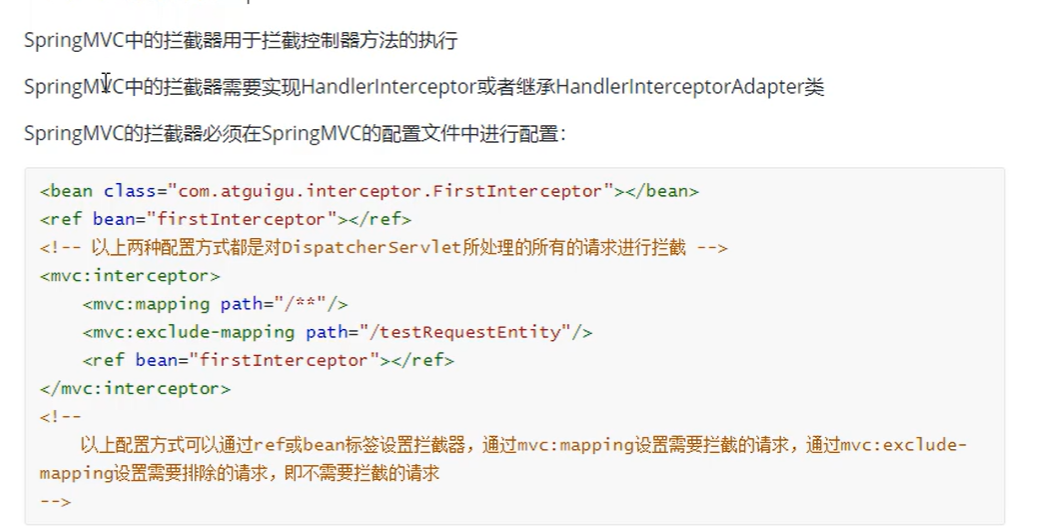 SpringMVC中的拦截器用于拦截控制器方法的执行
SpringMVC中的拦截器需要实现HandlerInterceptor或者继承HandlerInterceptorAdapter类
SpringMVC的拦截器必须在SpringMVC的配置文件中进行配置：
<bean class="com.atguigu.interceptor.FirstInterceptor"></bean>
<ref bean="firstInterceptor"></ref>
<!-- 以上两种配置方式都是对DispatcherServlet所处理的所有的请求进行拦截 -->
<mvc:interceptor>
    <mvc:mapping path="/**"/>
    <mvc:exclude-mapping path="/testRequestEntity"/>
    <ref bean="firstInterceptor"></ref>
</mvc:interceptor>
<!--
    以上配置方式可以通过ref或bean标签设置拦截器，通过mvc:mapping设置需要拦截的请求，通过mvc:exclude-
mapping设置需要排除的请求，即不需要拦截的请求
-->